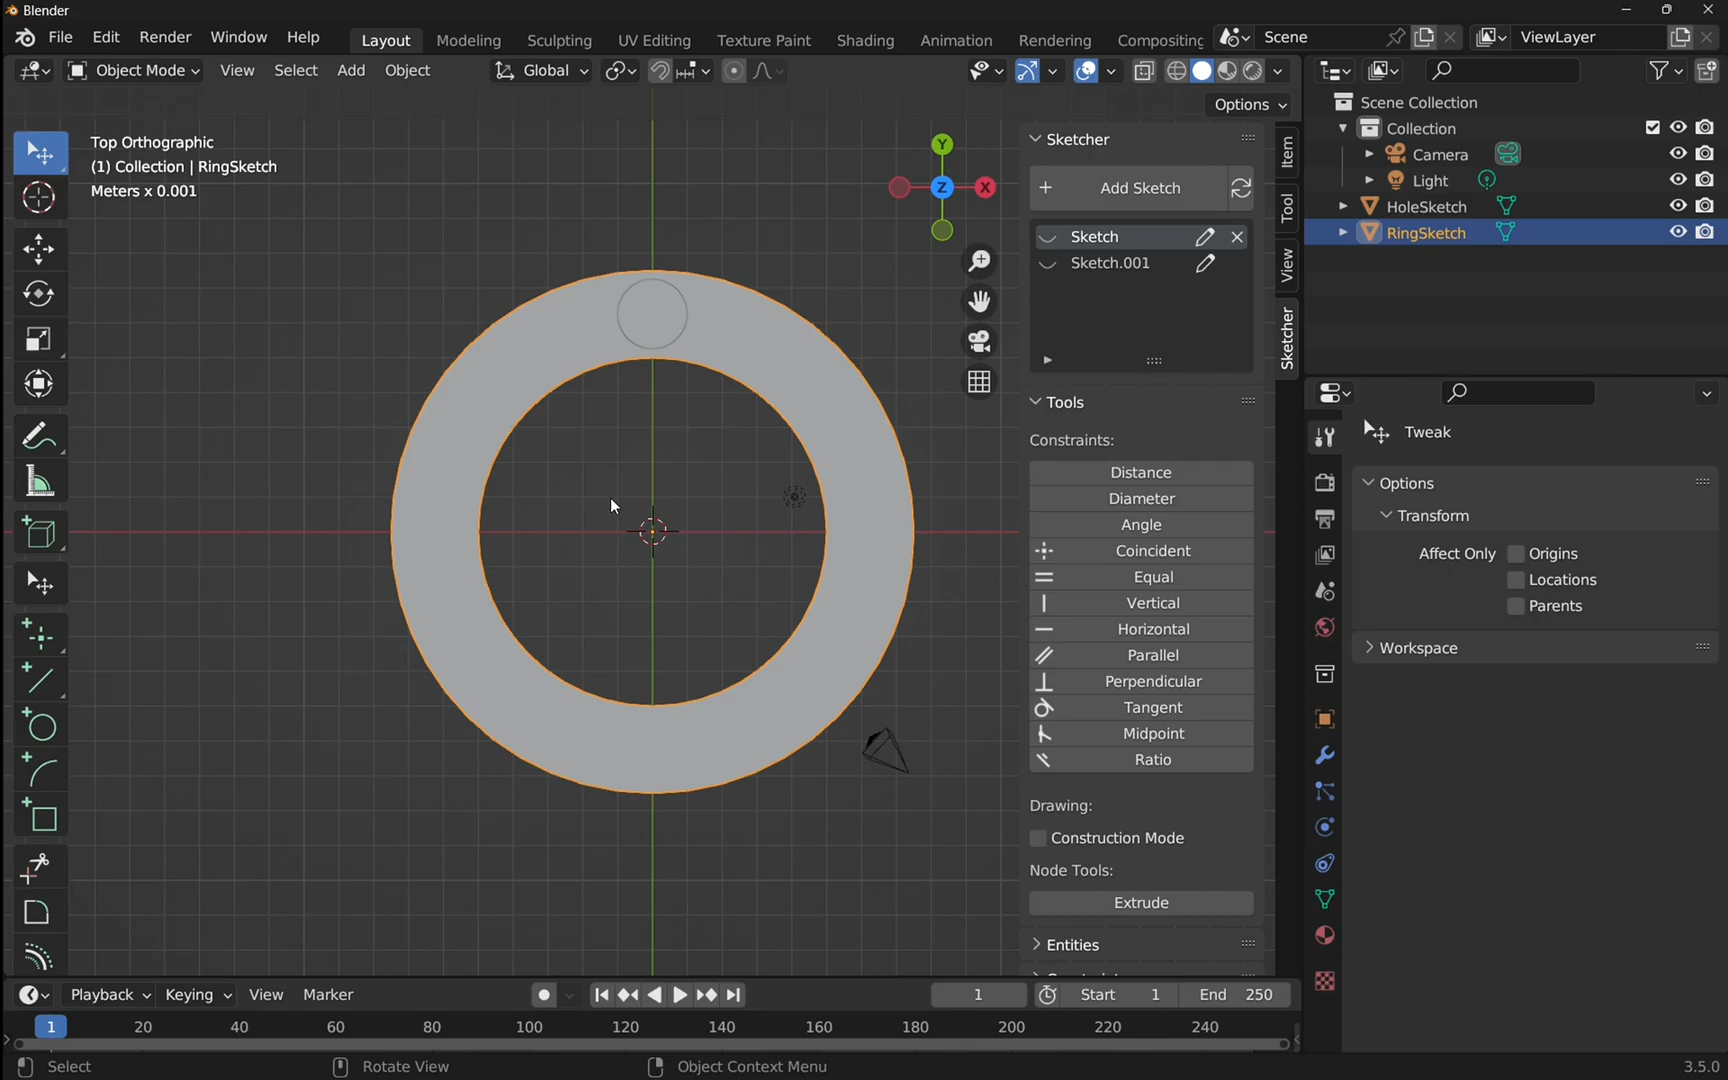 Blender
File Edit Render Window Help Layout Modeling Sculpting UV Editing Texture Paint Shading Animation Rendering Compositing Scene ViewLayer
Object Mode View Select Add Object Global
Options
Top Orthographic
(1) Collection | RingSketch
Meters x 0.001
Y
X
Z
Sketcher
Add Sketch
Sketch
Sketch.001
Tools
Constraints:
Distance
Diameter
Angle
Coincident
Equal
Vertical
Horizontal
Parallel
Perpendicular
Tangent
Midpoint
Ratio
Drawing:
Construction Mode
Node Tools:
Extrude
Entities
Item
Tool
View
Sketcher
Scene Collection
Collection
Camera
Light
HoleSketch
RingSketch
Tweak
Options
Transform
Affect Only Origins
Locations
Parents
Workspace
Playback Keying View Marker 1 Start 1 End 250
1 20 40 60 80 100 120 140 160 180 200 220 240
Select Rotate View Object Context Menu 3.5.0